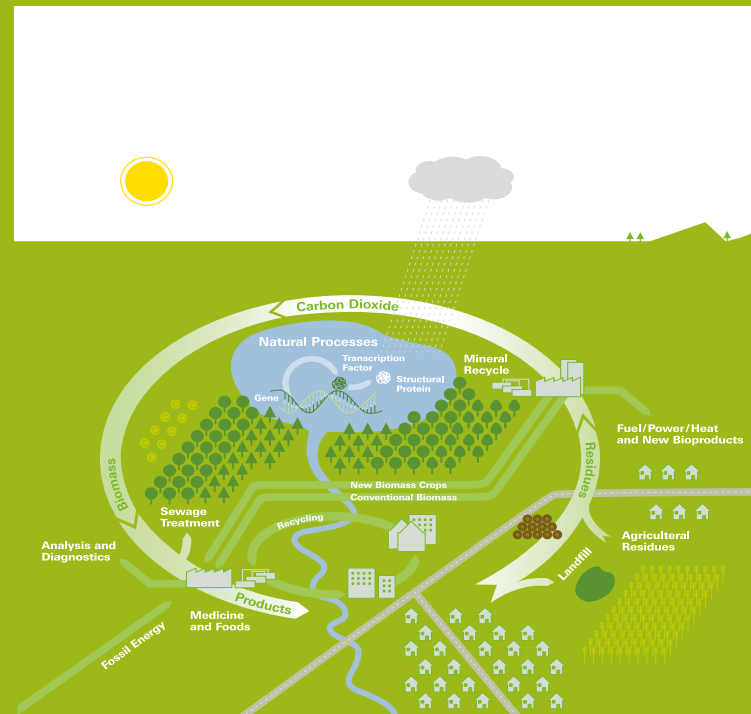 Carbon Dioxide
Natural Processes
Transcription
Factor
Structural
Protein
Gene
Mineral
Recycle
Fuel/Power/Heat
and New Bioproducts
Biomass
Residues
New Biomass Crops
Conventional Biomass
Sewage
Treatment
Recycling
Analysis and
Diagnostics
Agriculteral
Residues
Landfill
Products
Medicine
and Foods
Fossil Energy